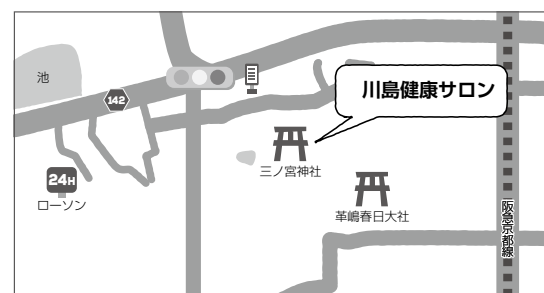 池
142
川島健康サロン
24H
ローソン
三ノ宮神社
革嶋春日大社
阪急京都線